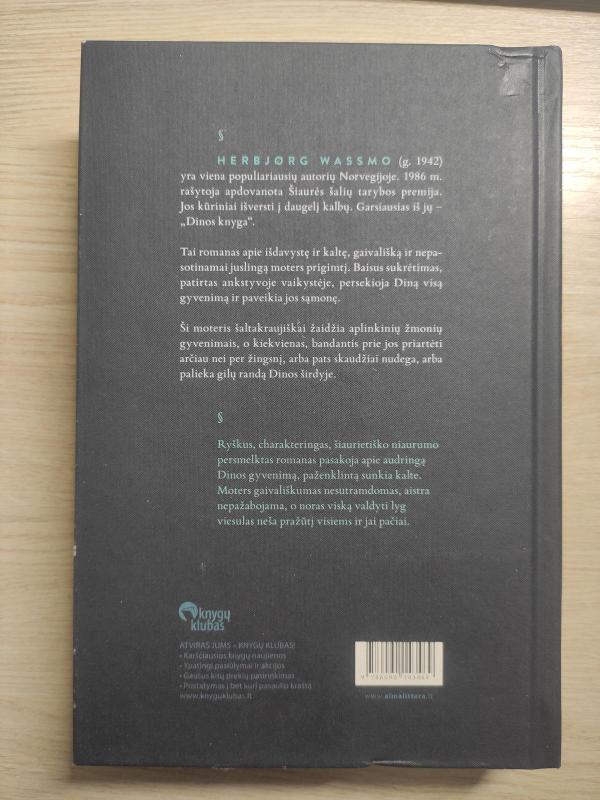 §
HERBJØRG WASSMO (g. 1942)
yra viena populiariausių autorių Norvegijoje. 1986 m.
rašytoja apdovanota Šiaurės šalių tarybos premija.
Jos kūriniai išversti į daugelį kalbų. Garsiausias iš jų –
„Dinos knyga“.
Tai romanas apie išdavystę ir kaltę, gaivališką ir nepa-
sotinamai juslingą moters prigimtį. Baisus sukrėtimas,
patirtas ankstyvoje vaikystėje, persekioja Diną visą
gyvenimą ir paveikia jos sąmonę.
Ši moteris šaltakraujiškai žaidžia aplinkinių žmonių
gyvenimais, o kiekvienas, bandantis prie jos priartėti
arčiau nei per žingsnį, arba pats skaudžiai nudega, arba
palieka gilų randą Dinos širdyje.
§
Ryškus, charakteringas, šiaurietiško niaurumo
persmelktas romanas pasakoja apie audringą
Dinos gyvenimą, paženklintą sunkia kalte.
Moters gaivališkumas nesutramdomas, aistra
nepažabojama, o noras viską valdyti lyg
viesulas neša pražūtį visiems ir jai pačiai.
knygų
klubas
ATVIRAS JUMS – KNYGŲ KLUBAS!
• Karščiausios knygų naujienos
• Ypatingi pasiūlymai ir akcijos
• Gausus kitų prekių pasirinkimas
• Pristatymas į bet kurį pasaulio kraštą
www.knyguklubas.lt
www.almalittera.lt